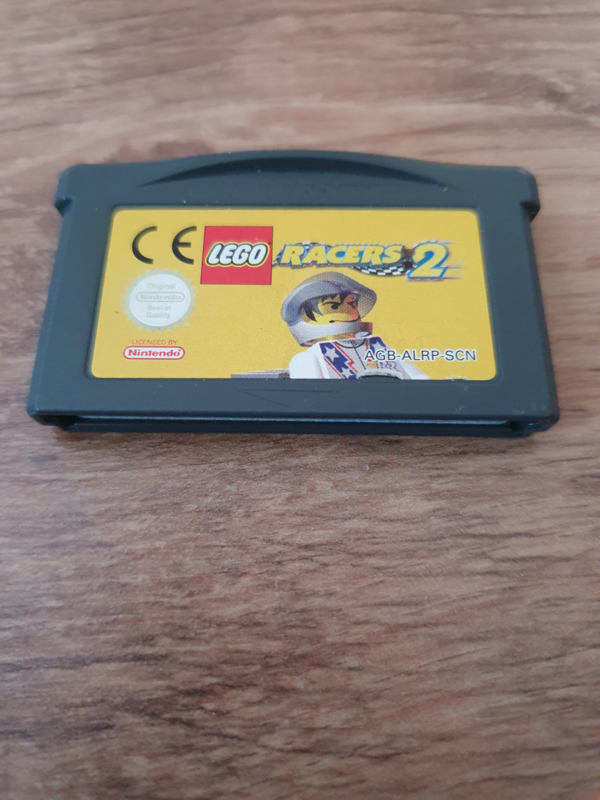 CE
LEGO
RACERS 2
Original
Nintendo
Seal of
Quality
LICENSED BY
Nintendo
AGB-ALRP-SCN